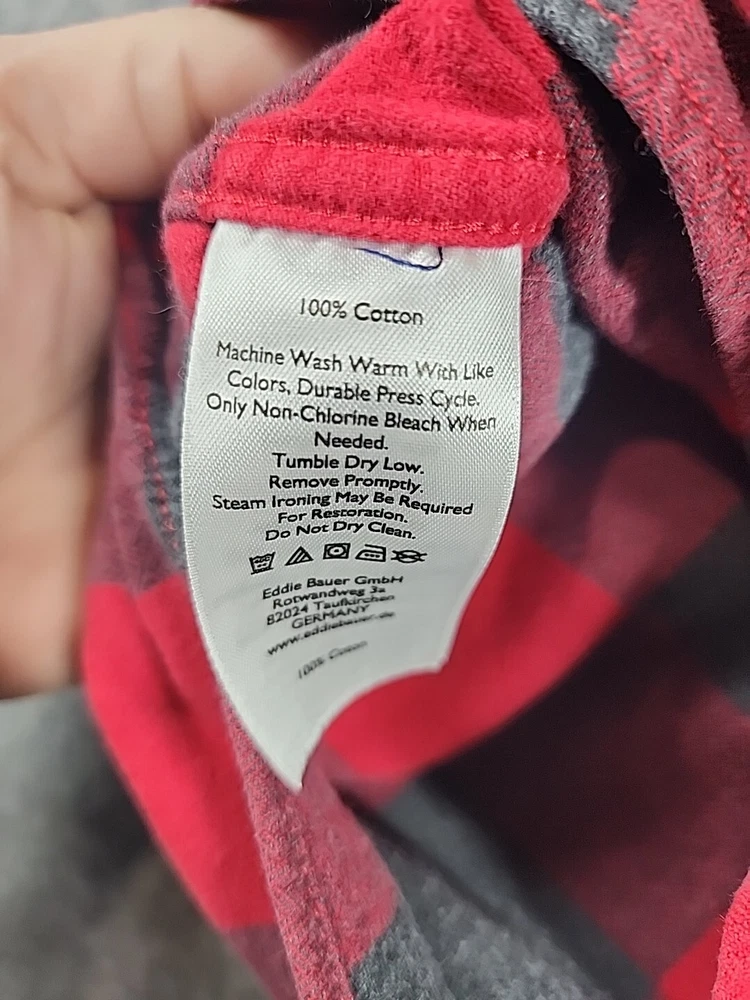 100% Cotton
Machine Wash Warm With Like
Colors, Durable Press Cycle.
Only Non-Chlorine Bleach When
Needed.
Tumble Dry Low.
Remove Promptly.
Steam Ironing May Be Required
For Restoration.
Do Not Dry Clean.
Eddie Bauer GmbH
Rotwandweg 3a
82024 Taufkirchen
GERMANY
www.eddiebauer.de
100% Cotton